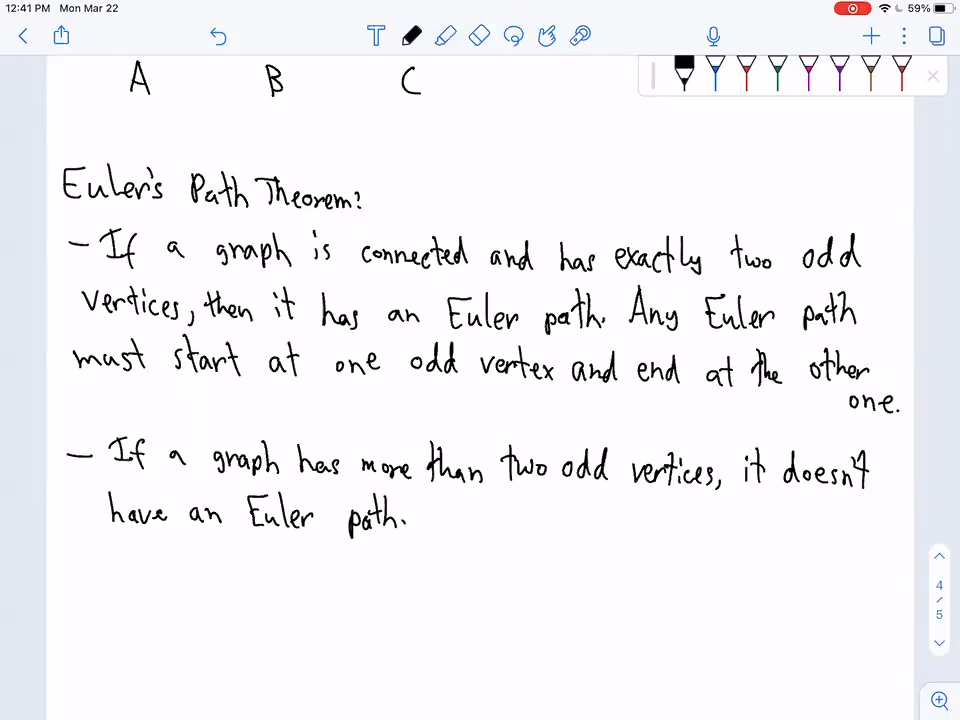 12:41 PM Mon Mar 22
59%
T
A B C
Euler's Path Theorem:
- If a graph is connected and has exactly two odd
vertices, then it has an Euler path. Any Euler path
must start at one odd vertex and end at the other
one.
- If a graph has more than two odd vertices, it doesn't
have an Euler path.
4
/
5